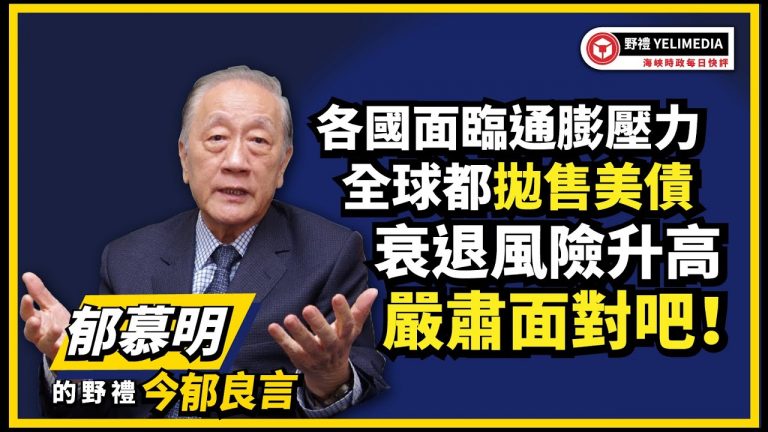 野禮 YELIMEDIA
海峽時政每日快評
各國面臨通膨壓力
全球都拋售美債
衰退風險升高
嚴肅面對吧！
郁慕明
的野禮 今郁良言